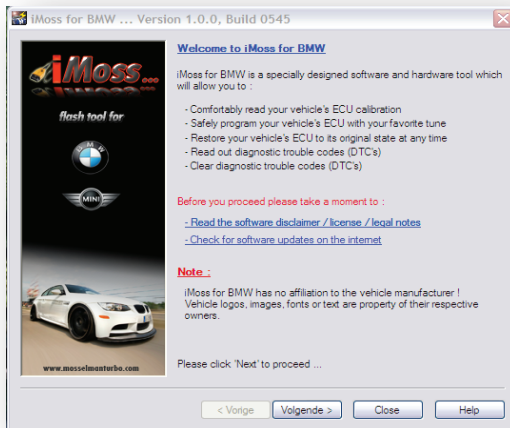 iMoss for BMW ... Version 1.0.0, Build 0545
iMoss...
flash tool for
BMW
MINI
www.mosselmanturbo.com
Welcome to iMoss for BMW
iMoss for BMW is a specially designed software and hardware tool which
will allow you to :
- Comfortably read your vehicle's ECU calibration
- Safely program your vehicle's ECU with your favorite tune
- Restore your vehicle's ECU to its original state at any time
- Read out diagnostic trouble codes (DTC's)
- Clear diagnostic trouble codes (DTC's)
Before you proceed please take a moment to :
- Read the software disclaimer / license / legal notes
- Check for software updates on the internet
Note :
iMoss for BMW has no affiliation to the vehicle manufacturer !
Vehicle logos, images, fonts or text are property of their respective
owners.
Please click 'Next' to proceed ...
< Vorige
Volgende >
Close
Help